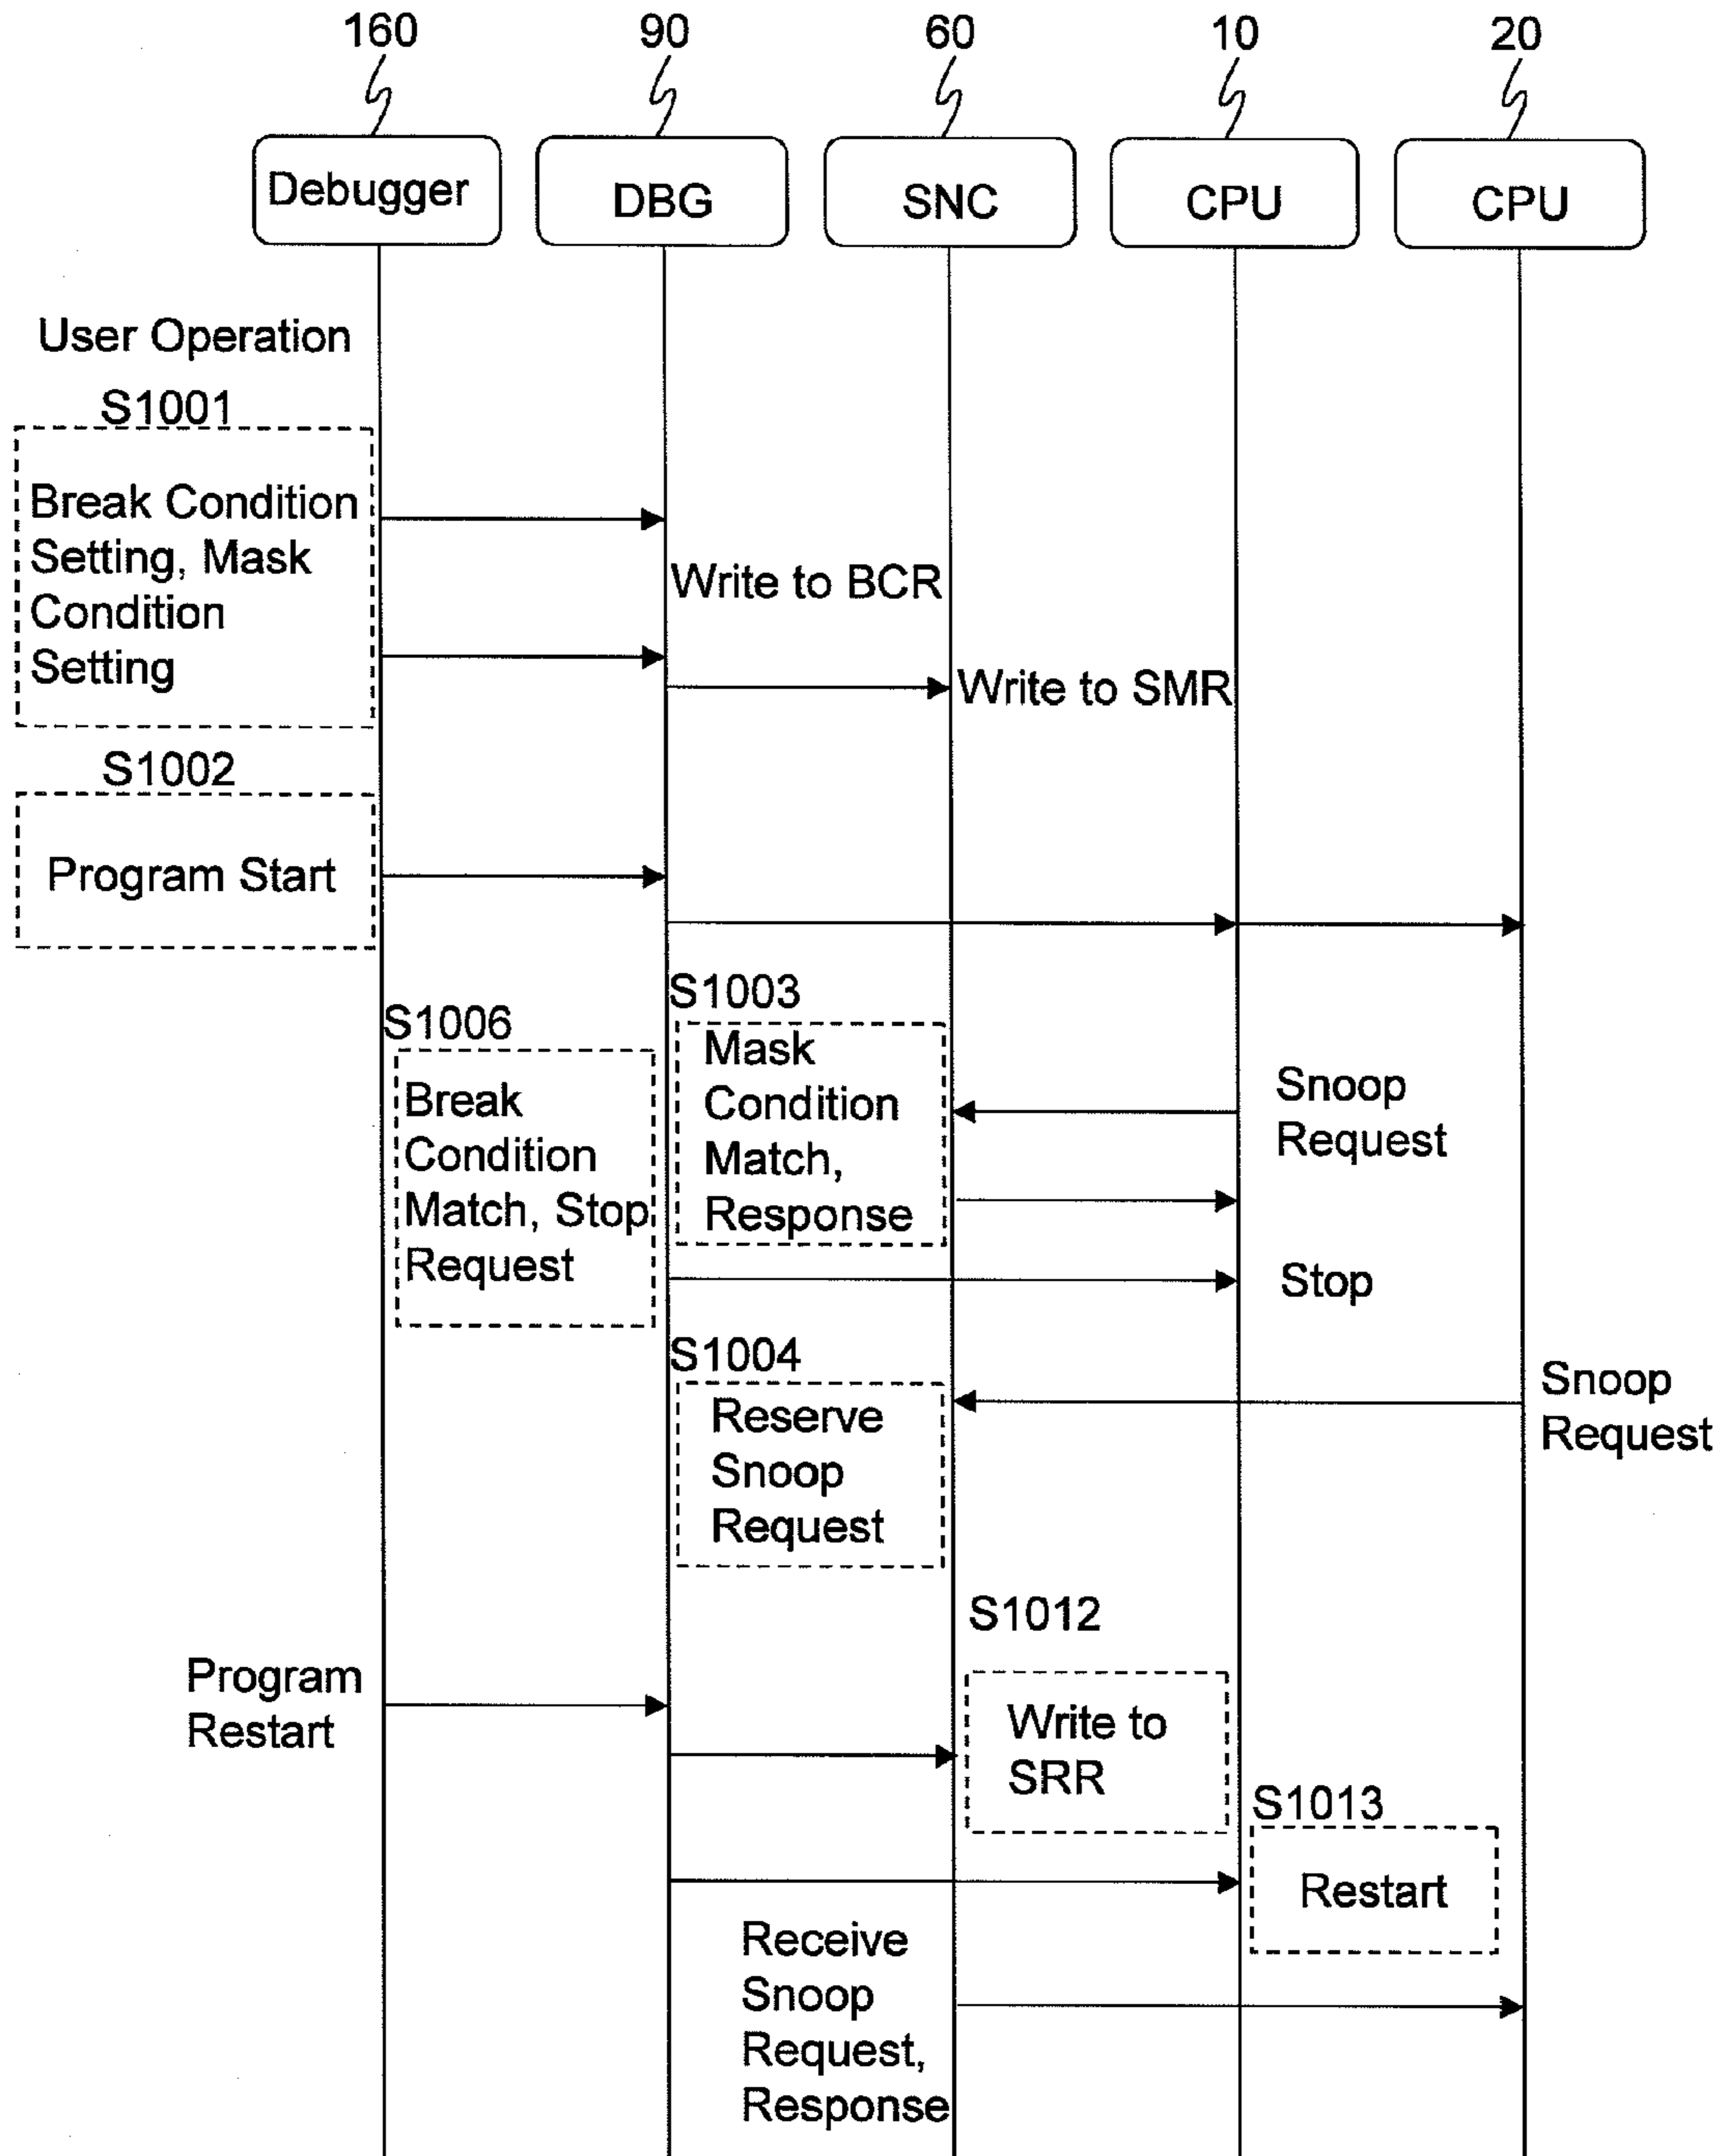 160
90
60
10
20
Debugger
DBG
SNC
CPU
CPU
User Operation
S1001
Break Condition
Setting, Mask
Condition
Setting
Write to BCR
Write to SMR
S1002
Program Start
S1003
S1006
Mask
Condition
Match,
Response
Break
Condition
Match, Stop
Request
Snoop
Request
Stop
S1004
Reserve
Snoop
Request
Snoop
Request
S1012
Program
Restart
Write to
SRR
S1013
Restart
Receive
Snoop
Request,
Response